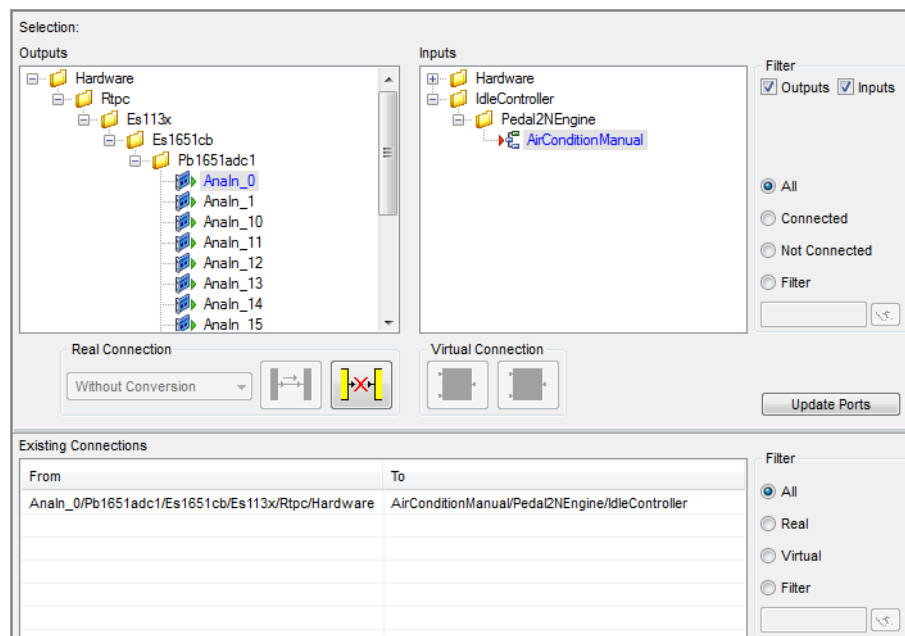 Selection:
Outputs
Hardware
Rtpc
Es113x
Es1651cb
Pb1651adc1
AnaIn_0
AnaIn_1
AnaIn_10
AnaIn_11
AnaIn_12
AnaIn_13
AnaIn_14
AnaIn_15
Inputs
Hardware
IdleController
Pedal2NEngine
AirConditionManual
Filter
Outputs Inputs
All
Connected
Not Connected
Filter
Real Connection
Without Conversion
Virtual Connection
Update Ports
Existing Connections
From To
AnaIn_0/Pb1651adc1/Es1651cb/Es113x/Rtpc/Hardware AirConditionManual/Pedal2NEngine/IdleController
Filter
All
Real
Virtual
Filter